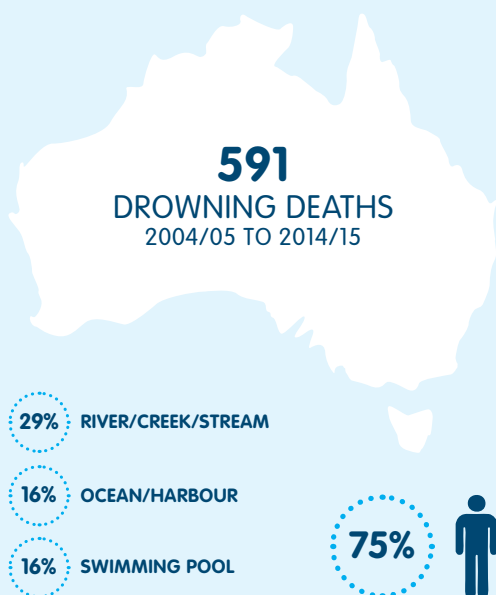 591
DROWNING DEATHS
2004/05 TO 2014/15
29% RIVER/CREEK/STREAM
16% OCEAN/HARBOUR
16% SWIMMING POOL
75%